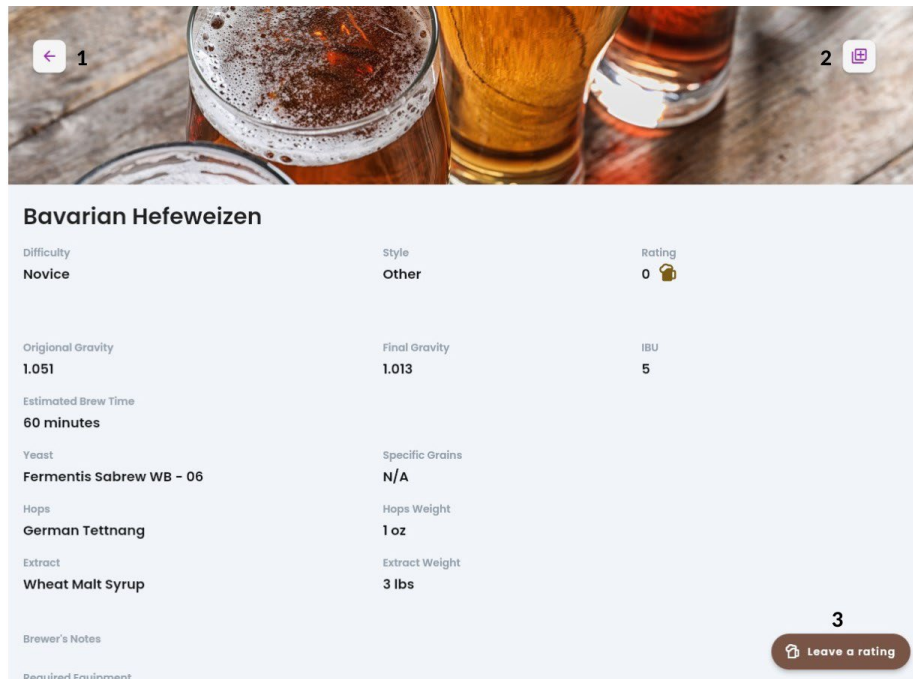 1
2
Bavarian Hefeweizen
Difficulty Style Rating
Novice Other 0
Origional Gravity Final Gravity IBU
1.051 1.013 5
Estimated Brew Time
60 minutes
Yeast Specific Grains
Fermentis Sabrew WB - 06 N/A
Hops Hops Weight
German Tettnang 1 oz
Extract Extract Weight
Wheat Malt Syrup 3 lbs
3
Brewer's Notes
Leave a rating
Required Equipment